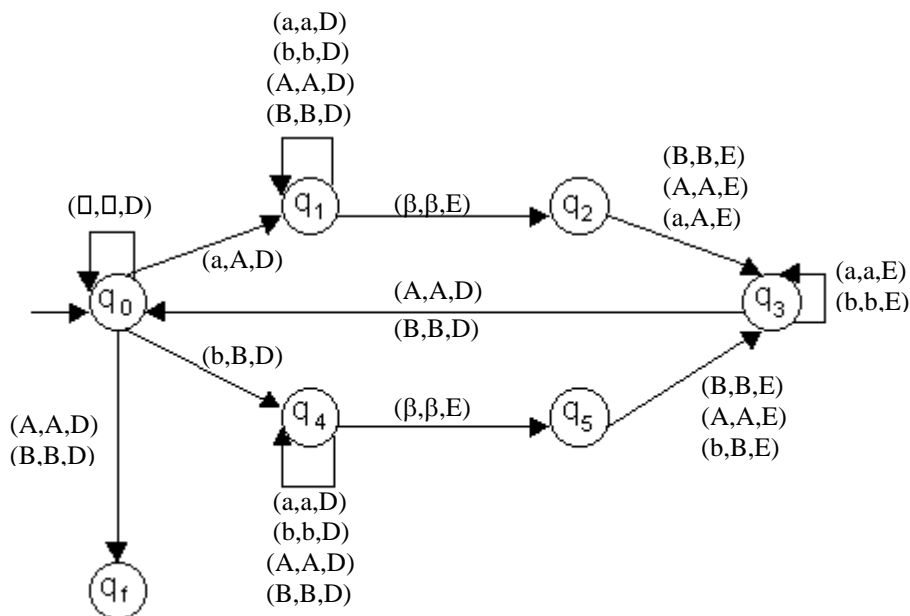 (a,a,D)
(b,b,D)
(A,A,D)
(B,B,D)
(B,B,E)
(A,A,E)
(a,A,E)
q1
q2
(β,β,E)
(□,□,D)
(a,A,D)
(a,a,E)
(b,b,E)
q0
(A,A,D)
(B,B,D)
q3
(b,B,D)
(A,A,D)
(B,B,D)
q4
(β,β,E)
q5
(B,B,E)
(A,A,E)
(b,B,E)
(a,a,D)
(b,b,D)
(A,A,D)
(B,B,D)
qf